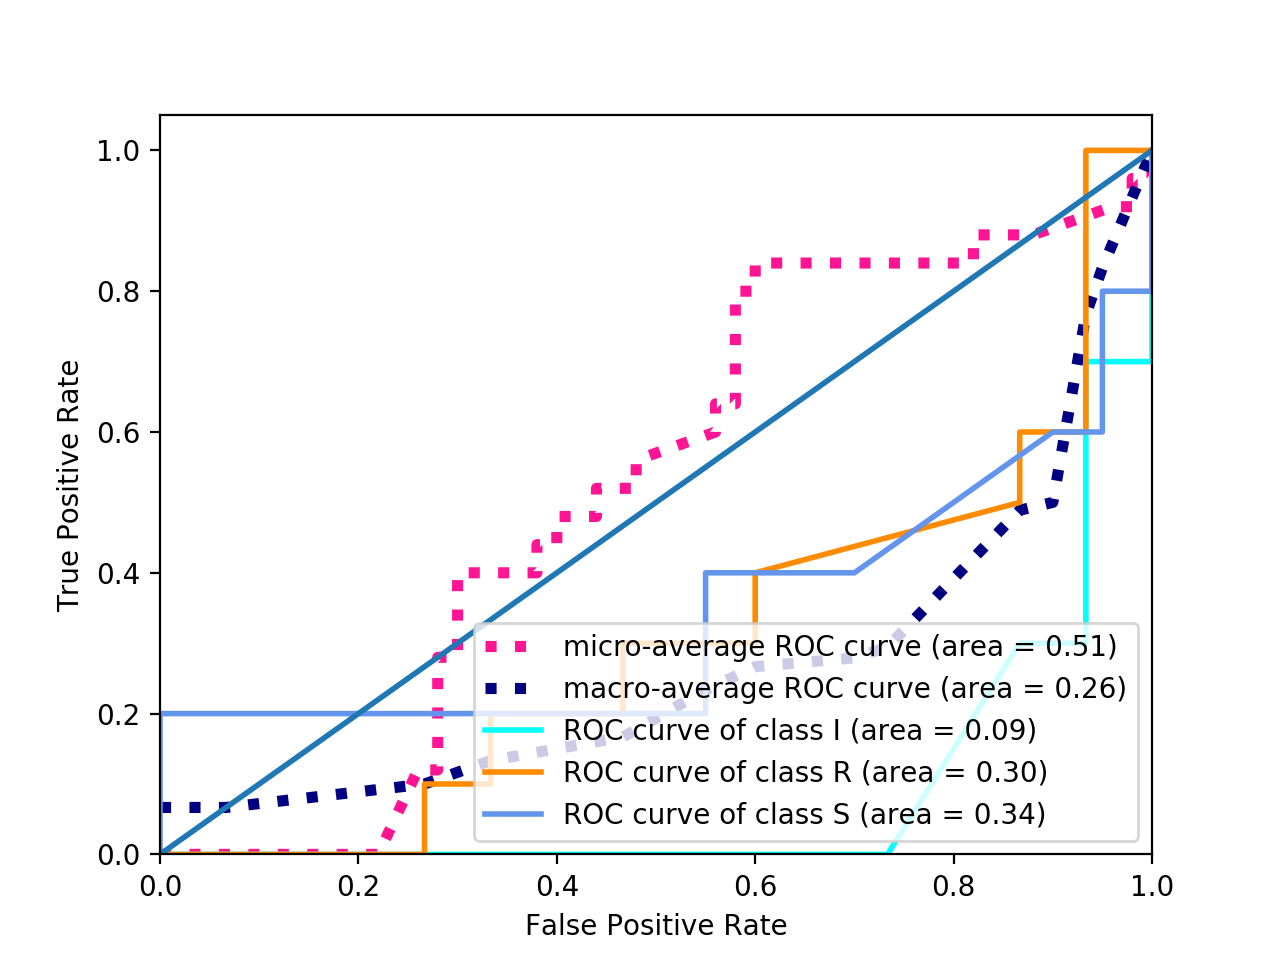 1.0
0.8
0.6
0.4
0.2
0.0
True Positive Rate
micro-average ROC curve (area = 0.51)
macro-average ROC curve (area = 0.26)
ROC curve of class I (area = 0.09)
ROC curve of class R (area = 0.30)
ROC curve of class S (area = 0.34)
0.0 0.2 0.4 0.6 0.8 1.0
False Positive Rate